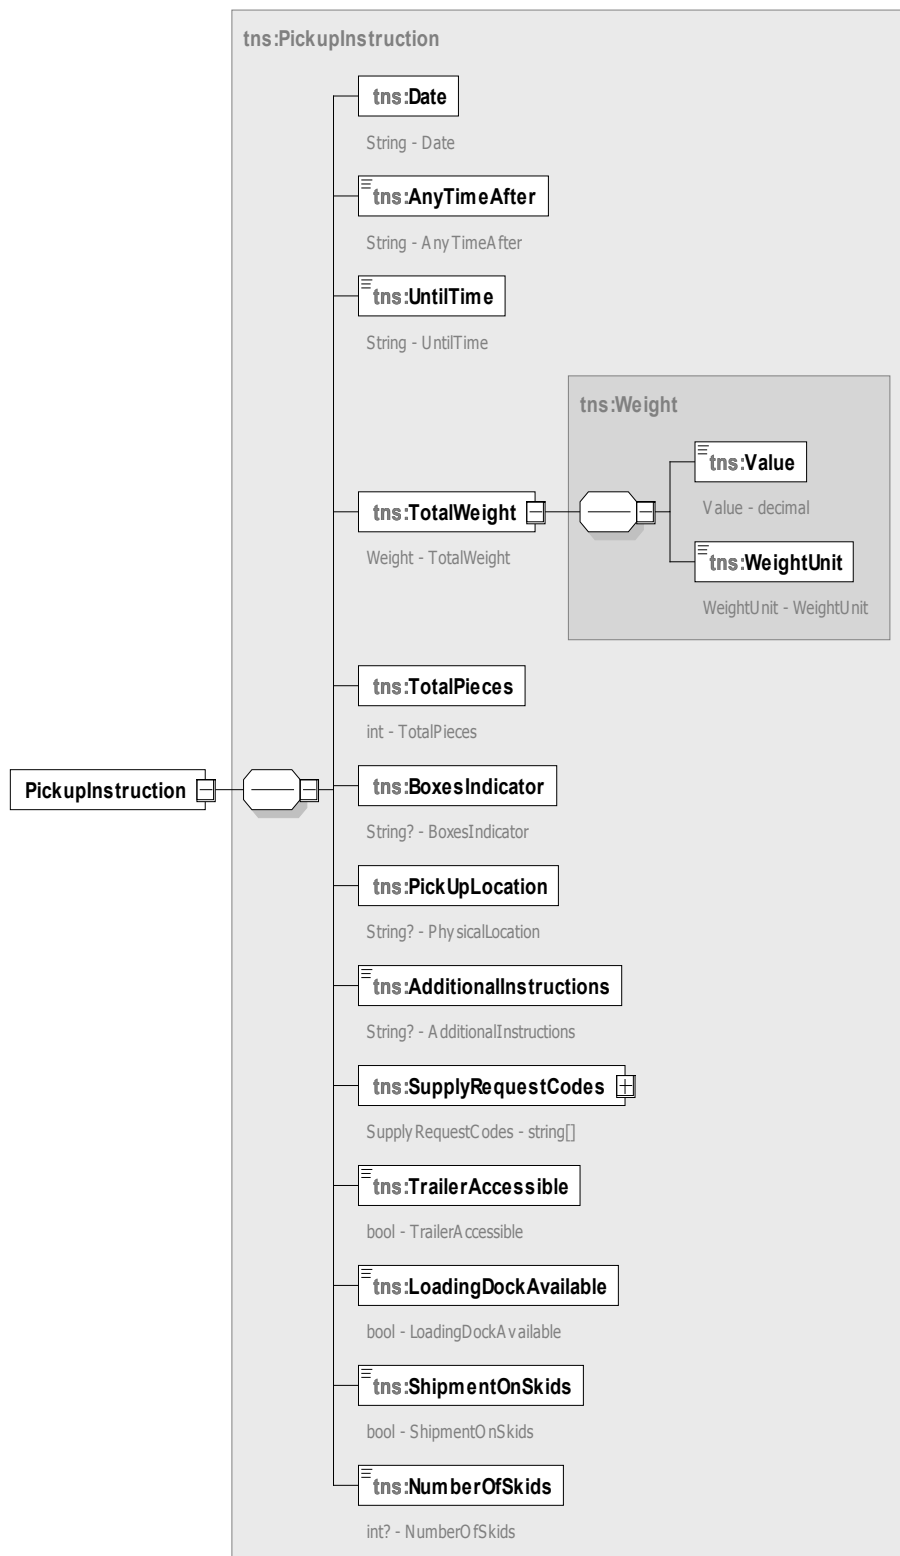 tns:PickupInstruction
tns:Date
String - Date
tns:AnyTimeAfter
String - AnyTimeAfter
tns:UntilTime
String - UntilTime
tns:Weight
tns:Value
Value - decimal
tns:TotalWeight
Weight - TotalWeight
tns:WeightUnit
WeightUnit - WeightUnit
tns:TotalPieces
int - TotalPieces
PickupInstruction
tns:BoxesIndicator
String? - BoxesIndicator
tns:PickUpLocation
String? - PhysicalLocation
tns:AdditionalInstructions
String? - AdditionalInstructions
tns:SupplyRequestCodes
SupplyRequestCodes - string[]
tns:TrailerAccessible
bool - TrailerAccessible
tns:LoadingDockAvailable
bool - LoadingDockAvailable
tns:ShipmentOnSkids
bool - ShipmentOnSkids
tns:NumberOfSkids
int? - NumberOfSkids